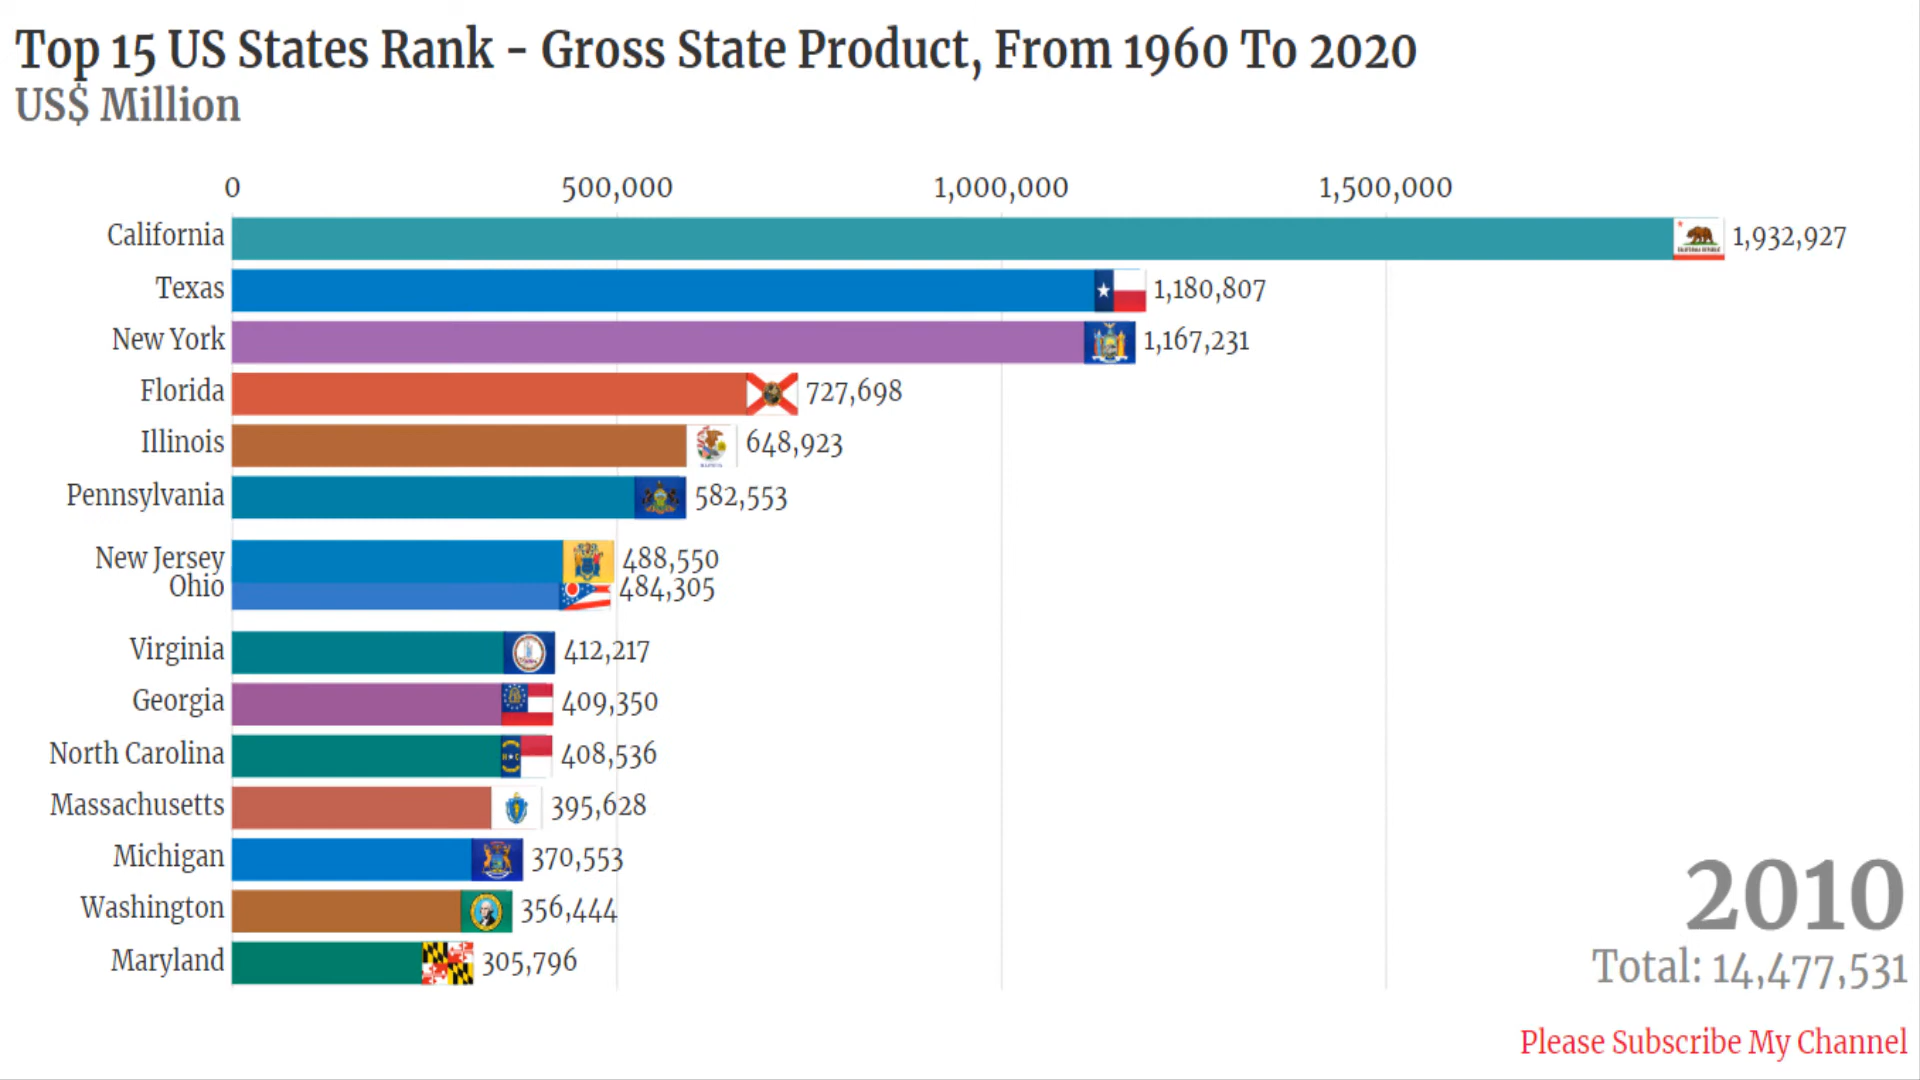 Top 15 US States Rank - Gross State Product, From 1960 To 2020
US$ Million
0 500,000 1,000,000 1,500,000
California 1,932,927
Texas 1,180,807
New York 1,167,231
Florida 727,698
Illinois 648,923
Pennsylvania 582,553
New Jersey 488,550
Ohio 484,305
Virginia 412,217
Georgia 409,350
North Carolina 408,536
Massachusetts 395,628
Michigan 370,553
Washington 356,444
Maryland 305,796
2010
Total: 14,477,531
Please Subscribe My Channel